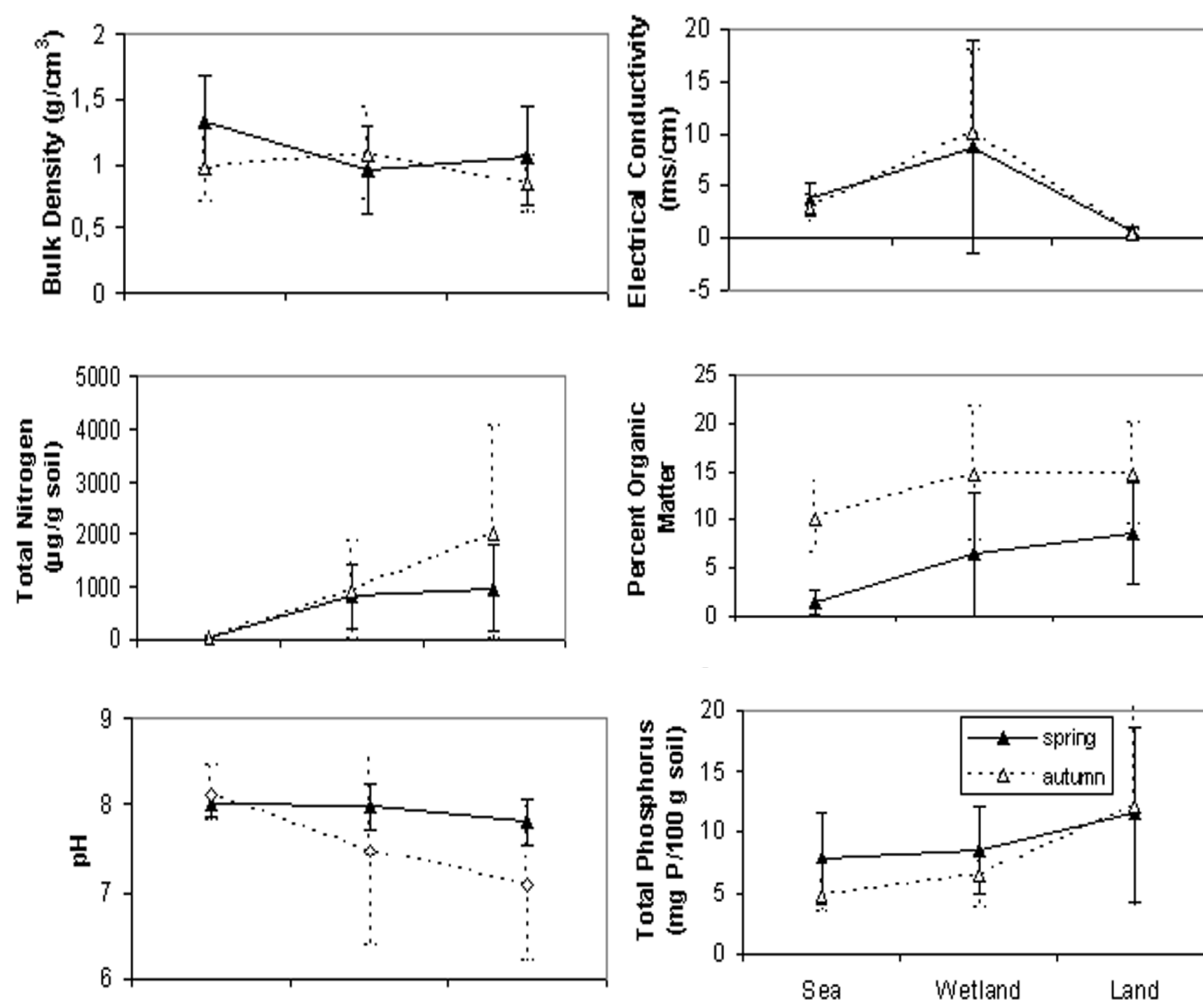 Bulk Density (g/cm³)
2
1,5
1
0,5
0
Electrical Conductivity
(ms/cm)
20
15
10
5
0
-5
Total Nitrogen
(µg/g soil)
5000
4000
3000
2000
1000
0
Percent Organic
Matter
25
20
15
10
5
0
pH
9
8
7
6
Total Phosphorus
(mg P/100 g soil)
20
15
10
5
0
spring
autumn
Sea Wetland Land